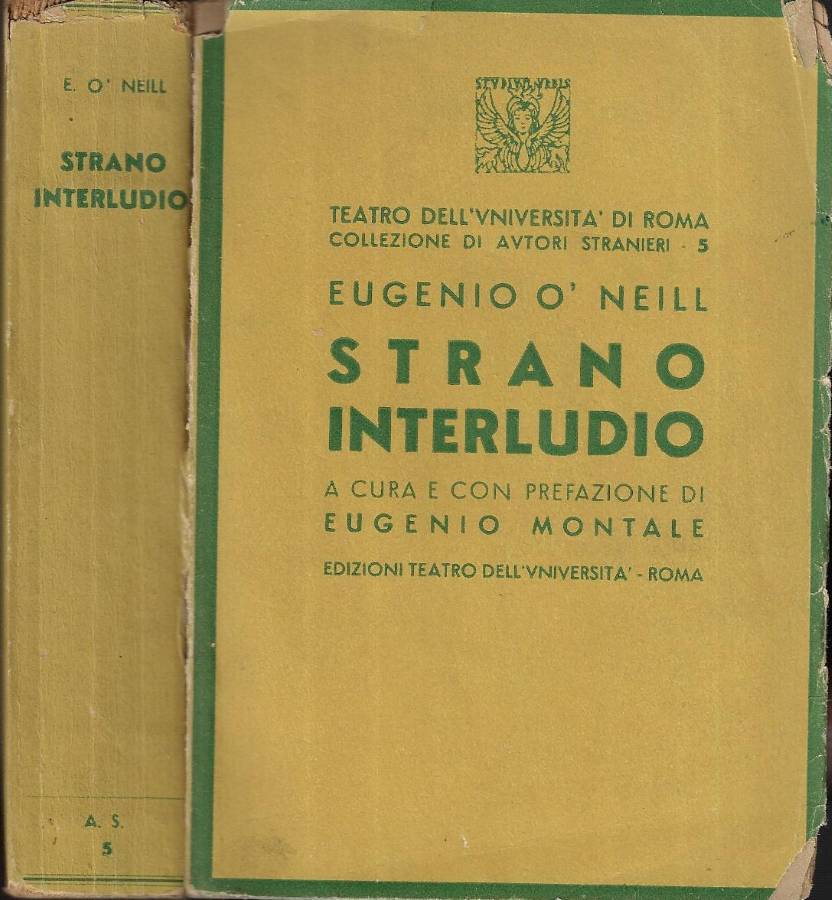 E. O' NEILL
STRANO
INTERLUDIO
A. S.
5
STVDIVM VRBIS
TEATRO DELL'VNIVERSITA' DI ROMA
COLLEZIONE DI AVTORI STRANIERI - 5
EUGENIO O' NEILL
STRANO
INTERLUDIO
A CURA E CON PREFAZIONE DI
EUGENIO MONTALE
EDIZIONI TEATRO DELL'VNIVERSITA' - ROMA